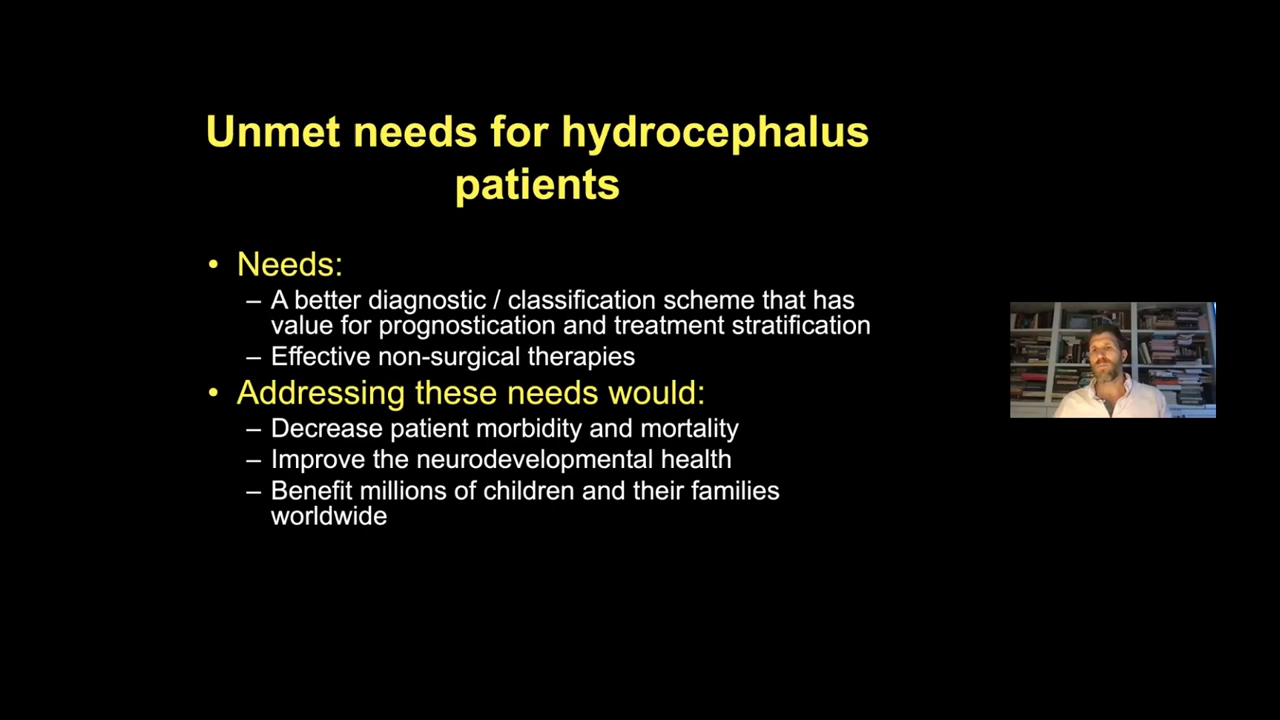 Unmet needs for hydrocephalus
patients
• Needs:
– A better diagnostic / classification scheme that has
value for prognostication and treatment stratification
– Effective non-surgical therapies
• Addressing these needs would:
– Decrease patient morbidity and mortality
– Improve the neurodevelopmental health
– Benefit millions of children and their families
worldwide